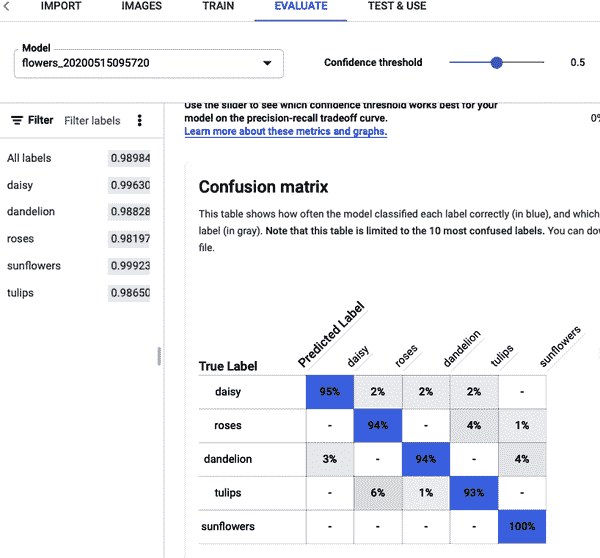 IMPORT IMAGES TRAIN EVALUATE TEST & USE
Model
flowers_20200515095720
Confidence threshold 0.5
Filter Filter labels
All labels 0.98984
daisy 0.99630
dandelion 0.98828
roses 0.98197
sunflowers 0.99923
tulips 0.98650
Use the slider to see which confidence threshold works best for your
model on the precision-recall tradeoff curve.
Learn more about these metrics and graphs.
0%
Confusion matrix
This table shows how often the model classified each label correctly (in blue), and which
label (in gray). Note that this table is limited to the 10 most confused labels. You can dow
file.
True Label Predicted Label daisy roses dandelion tulips sunflowers
daisy 95% 2% 2% 2% -
roses - 94% - 4% 1%
dandelion 3% - 94% - 4%
tulips - 6% 1% 93% -
sunflowers - - - - 100%